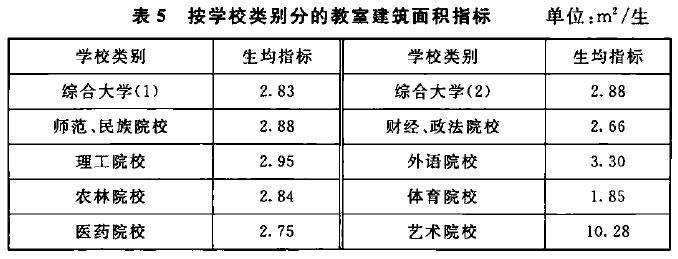 表5 按学校类别分的教室建筑面积指标 单位:m²/生
学校类别 生均指标 学校类别 生均指标
综合大学(1) 2.83 综合大学(2) 2.88
师范、民族院校 2.88 财经、政法院校 2.66
理工院校 2.95 外语院校 3.30
农林院校 2.84 体育院校 1.85
医药院校 2.75 艺术院校 10.28